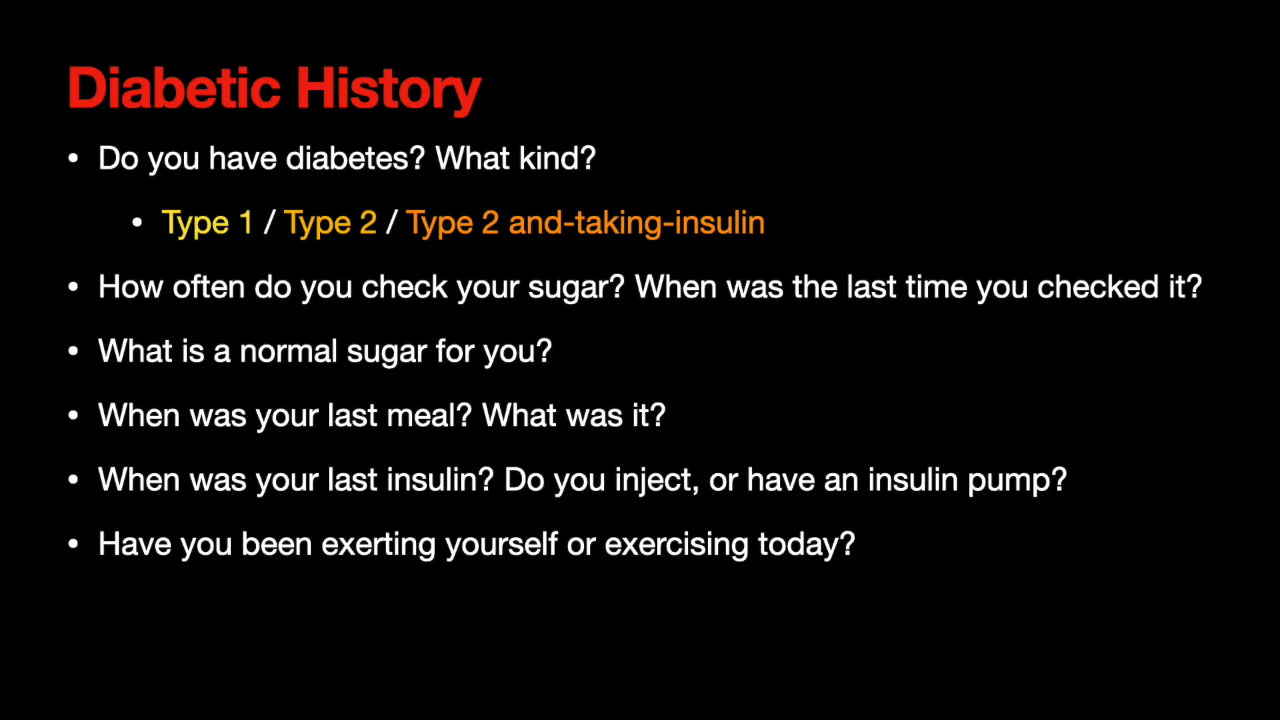 Diabetic History
• Do you have diabetes? What kind?
• Type 1 / Type 2 / Type 2 and-taking-insulin
• How often do you check your sugar? When was the last time you checked it?
• What is a normal sugar for you?
• When was your last meal? What was it?
• When was your last insulin? Do you inject, or have an insulin pump?
• Have you been exerting yourself or exercising today?